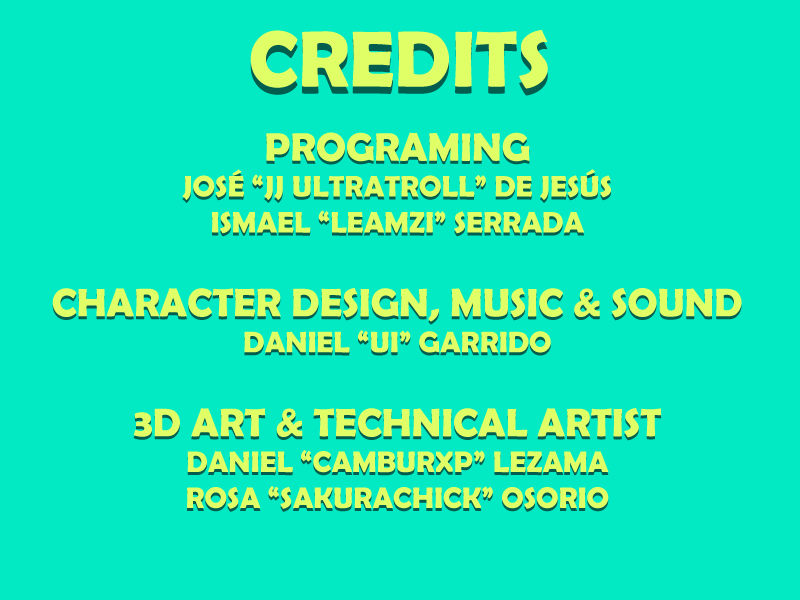 CREDITS
PROGRAMING
JOSÉ “JJ ULTRATROLL” DE JESÚS
ISMAEL “LEAMZI” SERRADA
CHARACTER DESIGN, MUSIC & SOUND
DANIEL “UI” GARRIDO
3D ART & TECHNICAL ARTIST
DANIEL “CAMBURXP” LEZAMA
ROSA “SAKURACHICK” OSORIO